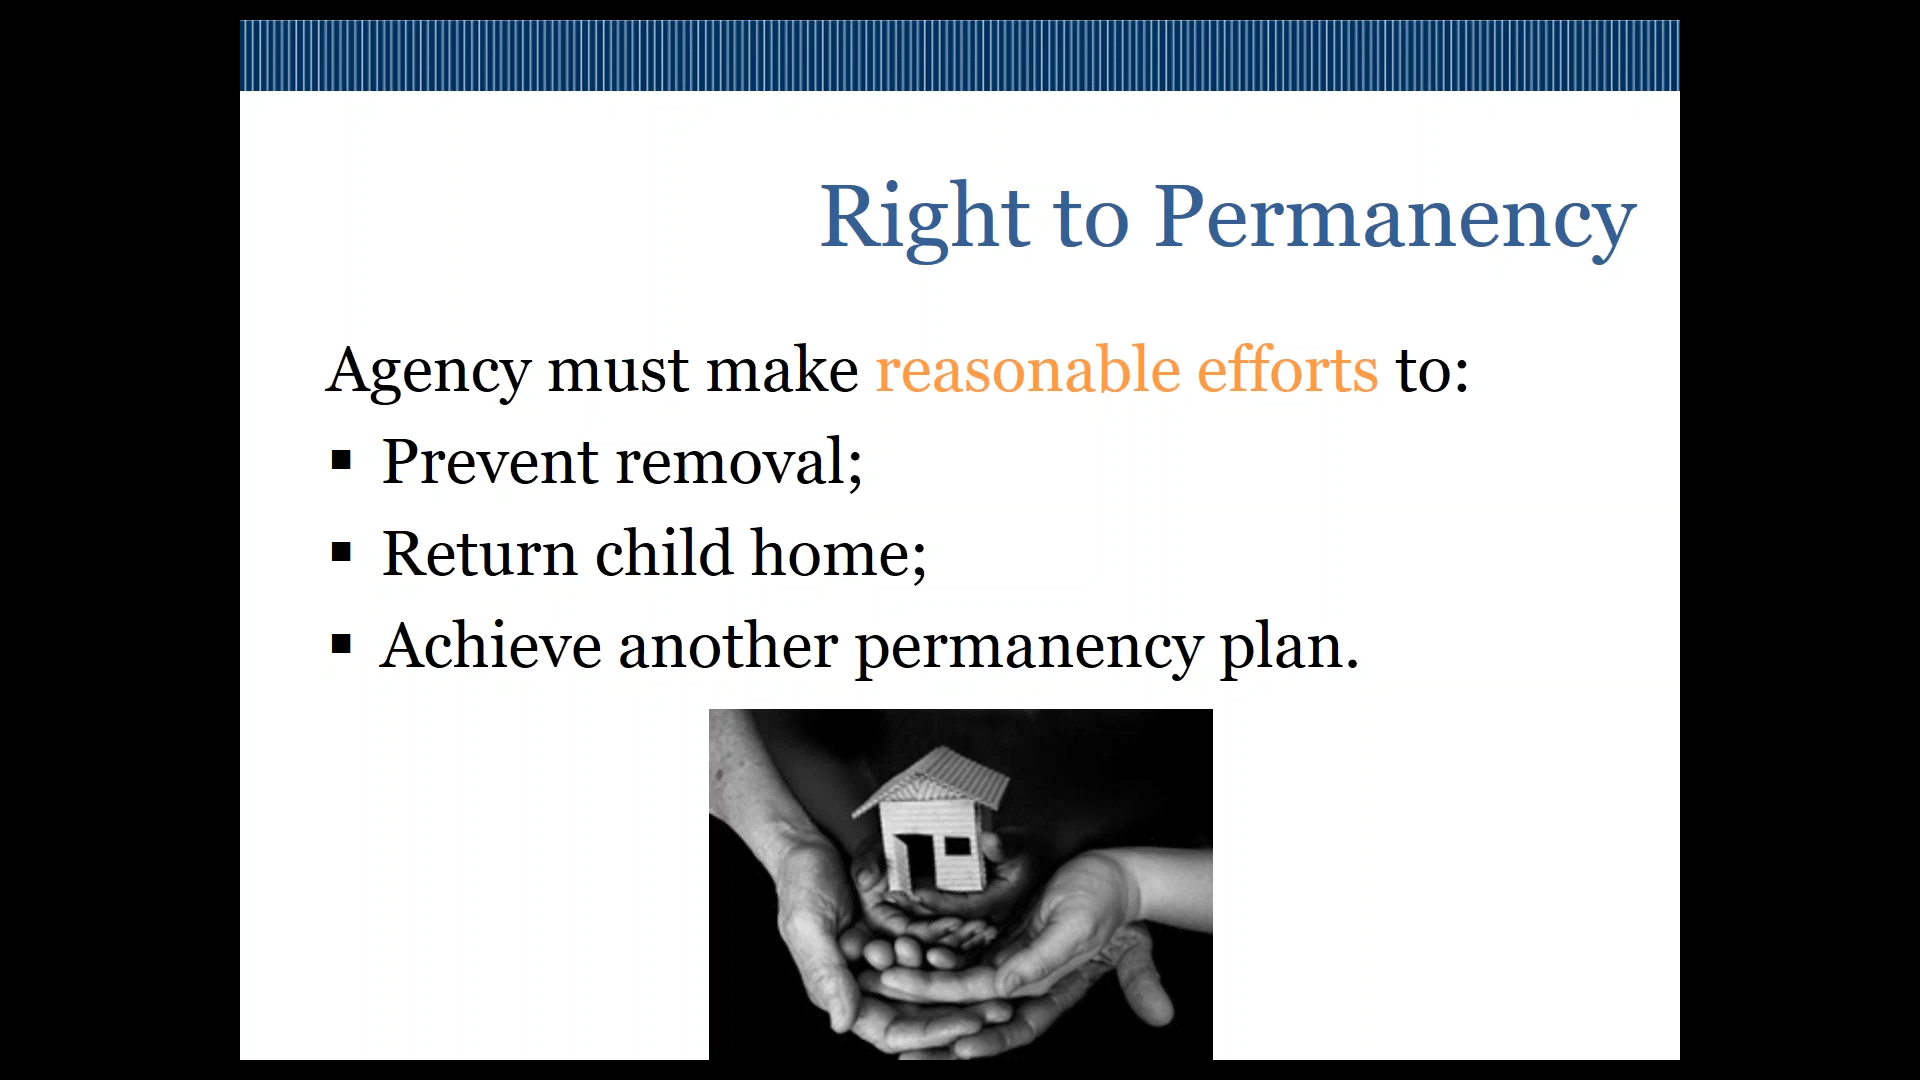 Right to Permanency
Agency must make reasonable efforts to:
▪ Prevent removal;
▪ Return child home;
▪ Achieve another permanency plan.